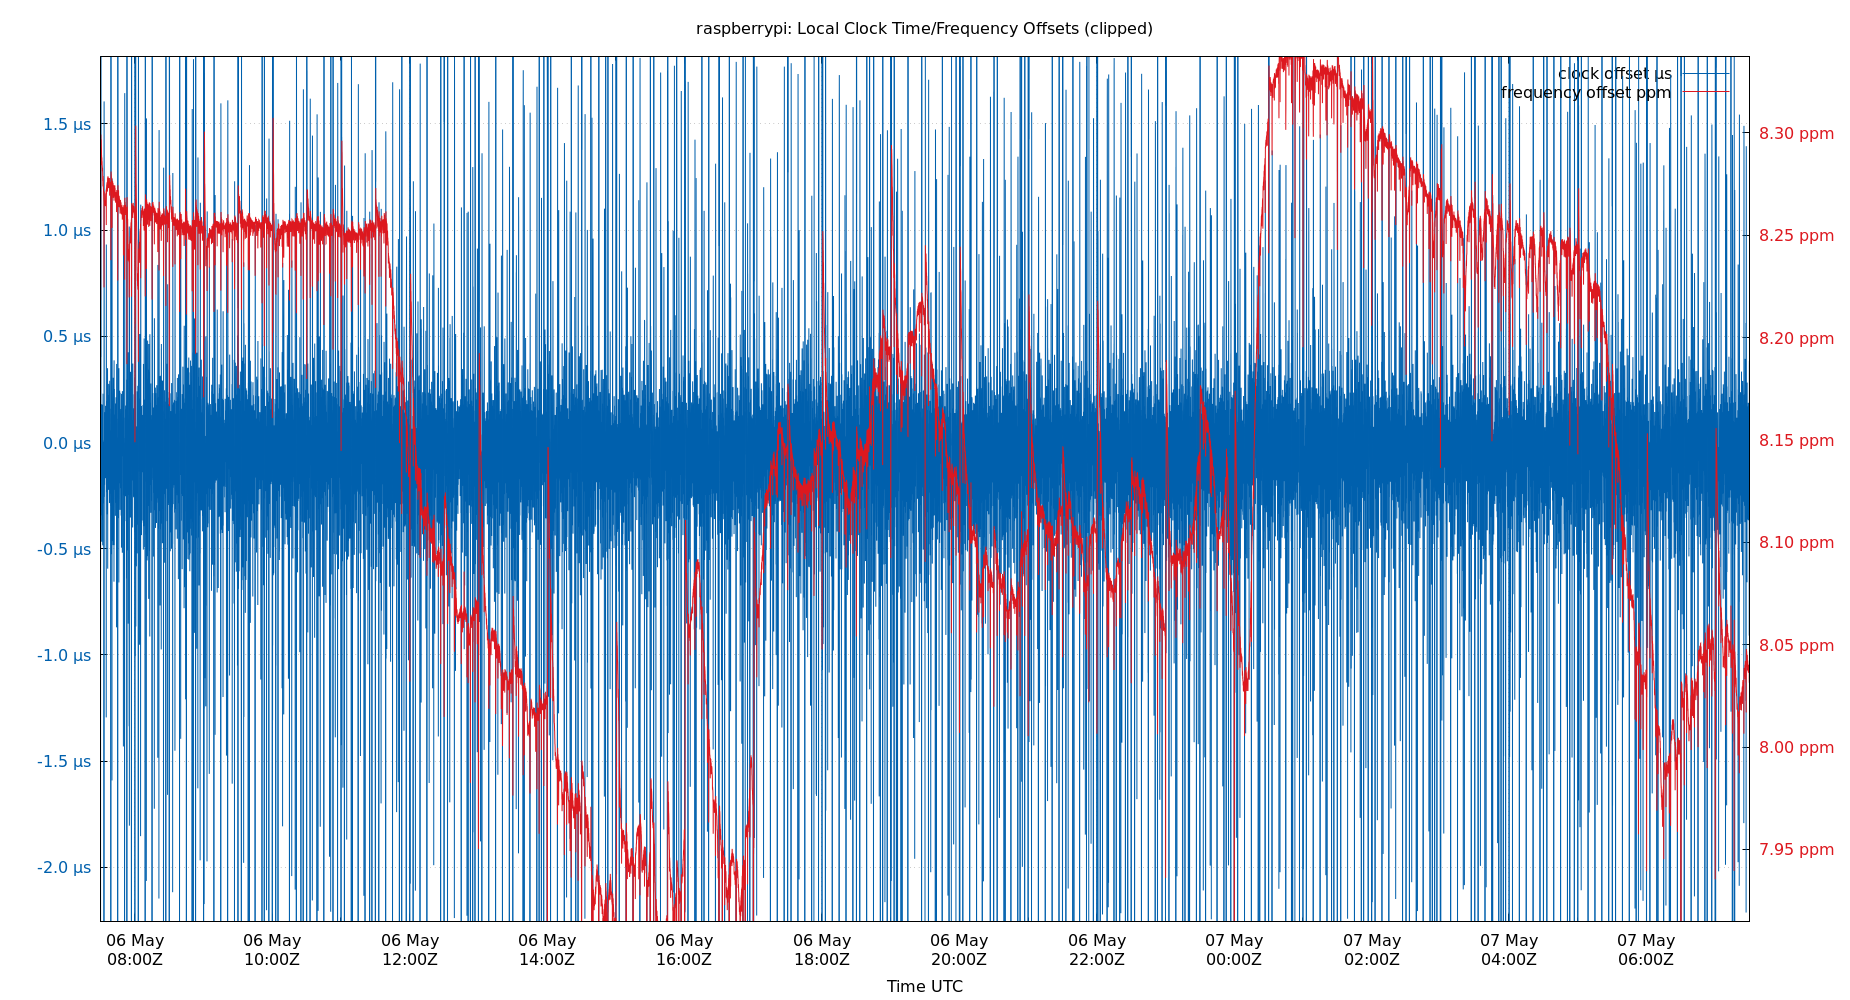 raspberrypi: Local Clock Time/Frequency Offsets (clipped)
clock offset µs
frequency offset ppm
1.5 µs
1.0 µs
0.5 µs
0.0 µs
-0.5 µs
-1.0 µs
-1.5 µs
-2.0 µs
8.30 ppm
8.25 ppm
8.20 ppm
8.15 ppm
8.10 ppm
8.05 ppm
8.00 ppm
7.95 ppm
06 May
08:00Z
06 May
10:00Z
06 May
12:00Z
06 May
14:00Z
06 May
16:00Z
06 May
18:00Z
06 May
20:00Z
06 May
22:00Z
07 May
00:00Z
07 May
02:00Z
07 May
04:00Z
07 May
06:00Z
Time UTC